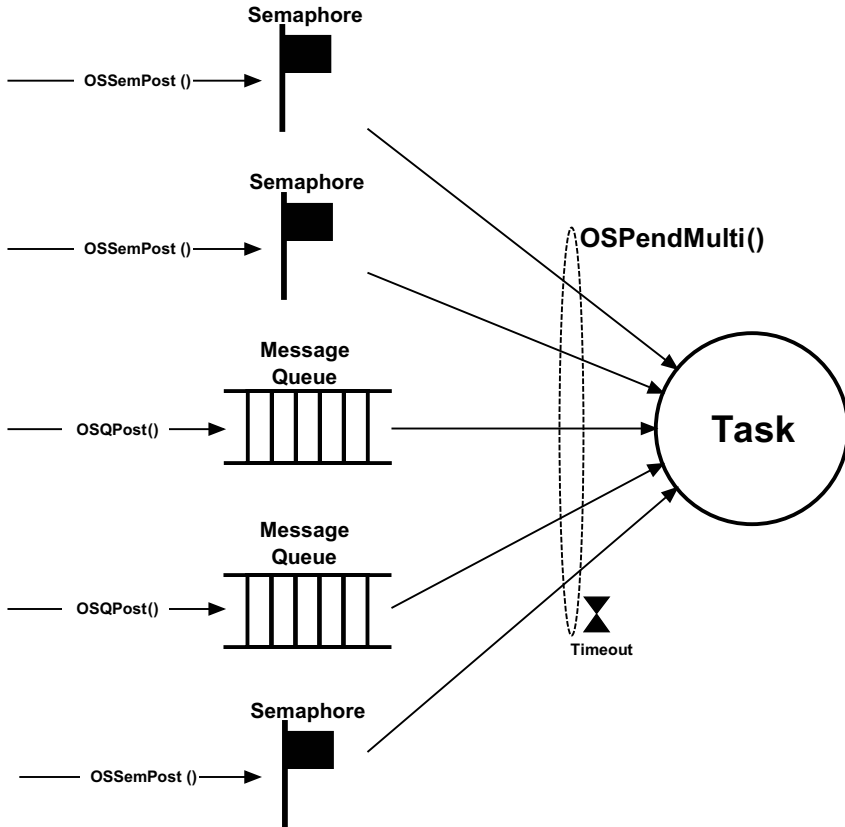 Semaphore
OSSemPost ()
Semaphore
OSSemPost ()
OSPendMulti()
Message
Queue
OSQPost()
Task
Message
Queue
OSQPost()
Timeout
Semaphore
OSSemPost ()